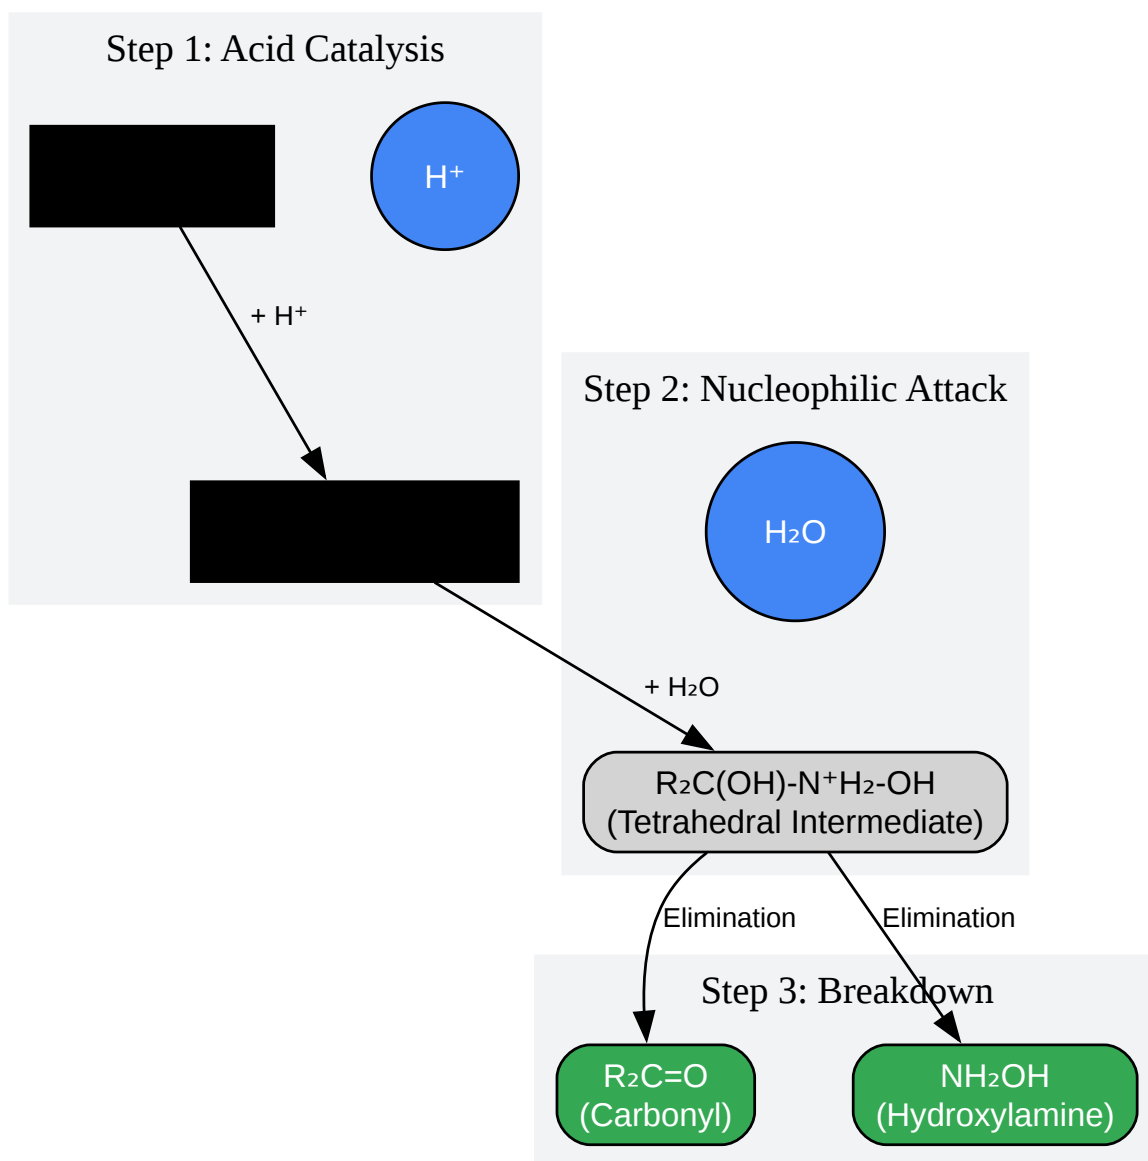 Step 1: Acid Catalysis
H⁺
+ H⁺
Step 2: Nucleophilic Attack
H₂O
+ H₂O
R₂C(OH)-N⁺H₂-OH
(Tetrahedral Intermediate)
Elimination
Elimination
Step 3: Breakdown
R₂C=O
(Carbonyl)
NH₂OH
(Hydroxylamine)